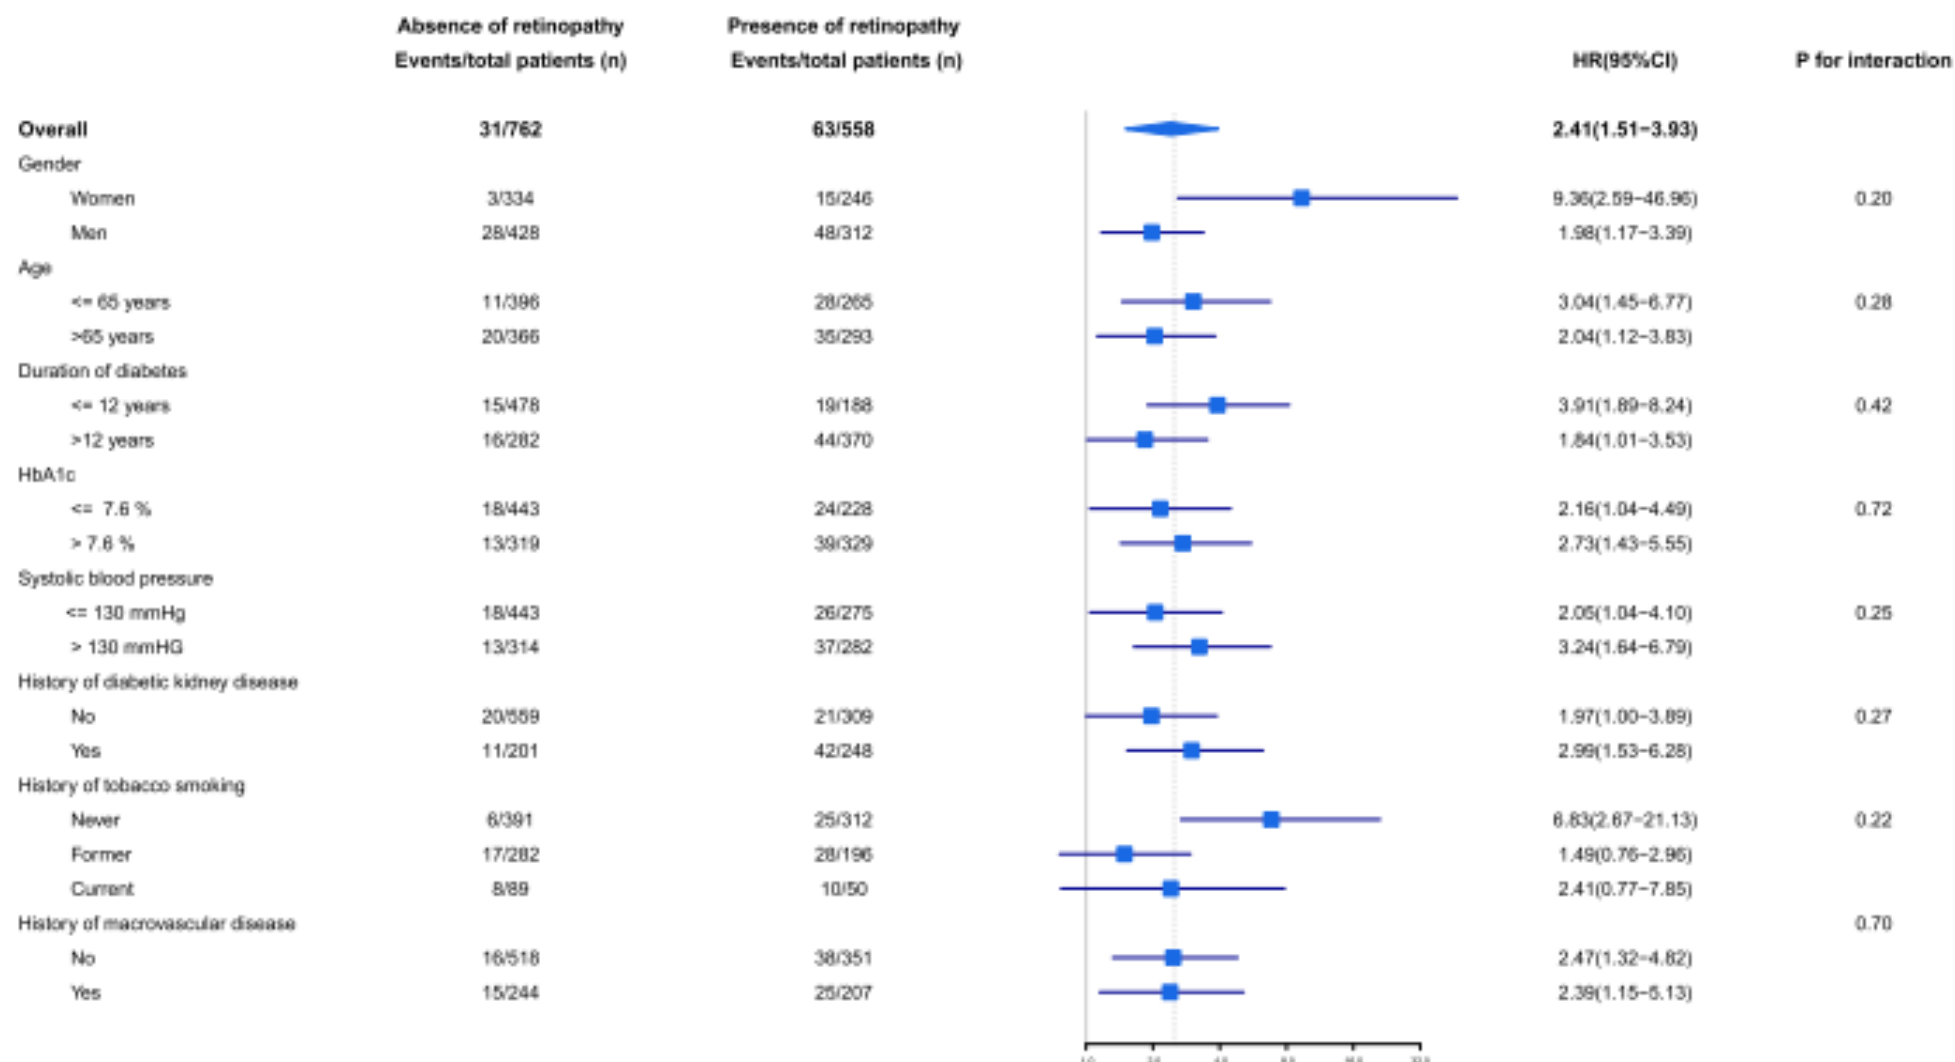 Absence of retinopathy Presence of retinopathy
Events/total patients (n) Events/total patients (n) HR(95%CI) P for interaction
Overall 31/762 63/558 2.41(1.51−3.93)
Gender
Women 3/334 15/246 9.36(2.59−46.96) 0.20
Men 28/428 48/312 1.98(1.17−3.39)
Age
<= 65 years 11/396 28/265 3.04(1.45−6.77) 0.28
>65 years 20/366 35/293 2.04(1.12−3.83)
Duration of diabetes
<= 12 years 15/478 19/188 3.91(1.89−8.24) 0.42
>12 years 16/282 44/370 1.84(1.01−3.53)
HbA1c
<= 7.6 % 18/443 24/228 2.16(1.04−4.49) 0.72
> 7.6 % 13/319 39/329 2.73(1.43−5.55)
Systolic blood pressure
<= 130 mmHg 18/443 26/275 2.05(1.04−4.10) 0.25
> 130 mmHG 13/314 37/282 3.24(1.64−6.79)
History of diabetic kidney disease
No 20/559 21/309 1.97(1.00−3.89) 0.27
Yes 11/201 42/248 2.99(1.53−6.28)
History of tobacco smoking
Never 6/391 25/312 6.83(2.67−21.13) 0.22
Former 17/282 28/196 1.49(0.76−2.96)
Current 8/89 10/50 2.41(0.77−7.85)
History of macrovascular disease 0.70
No 16/518 38/351 2.47(1.32−4.82)
Yes 15/244 25/207 2.39(1.15−5.13)